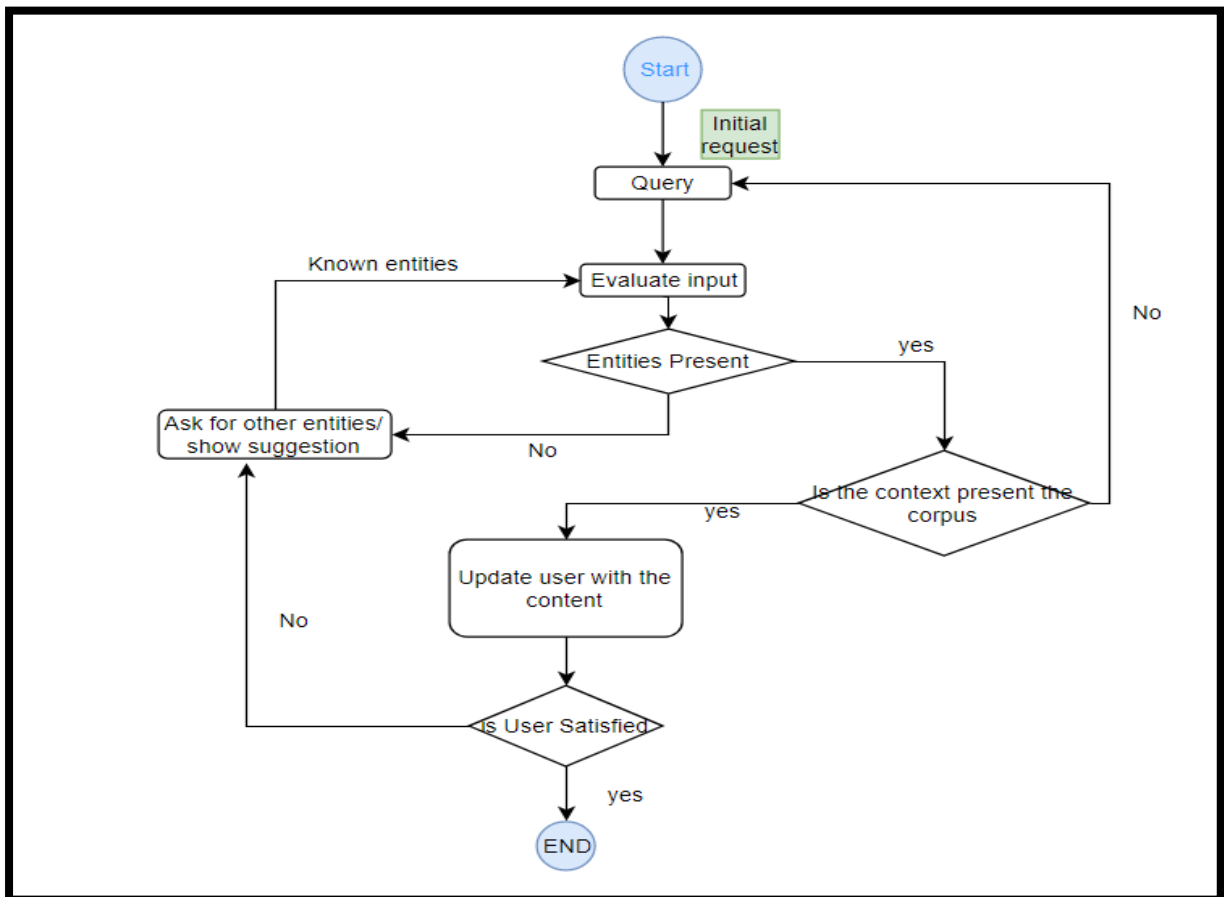 Start
Initial
request
Query
Known entities
Evaluate input
No
Entities Present
yes
Ask for other entities/
show suggestion
No
Is the context present the
corpus
yes
Update user with the
content
No
Is User Satisfied
yes
END